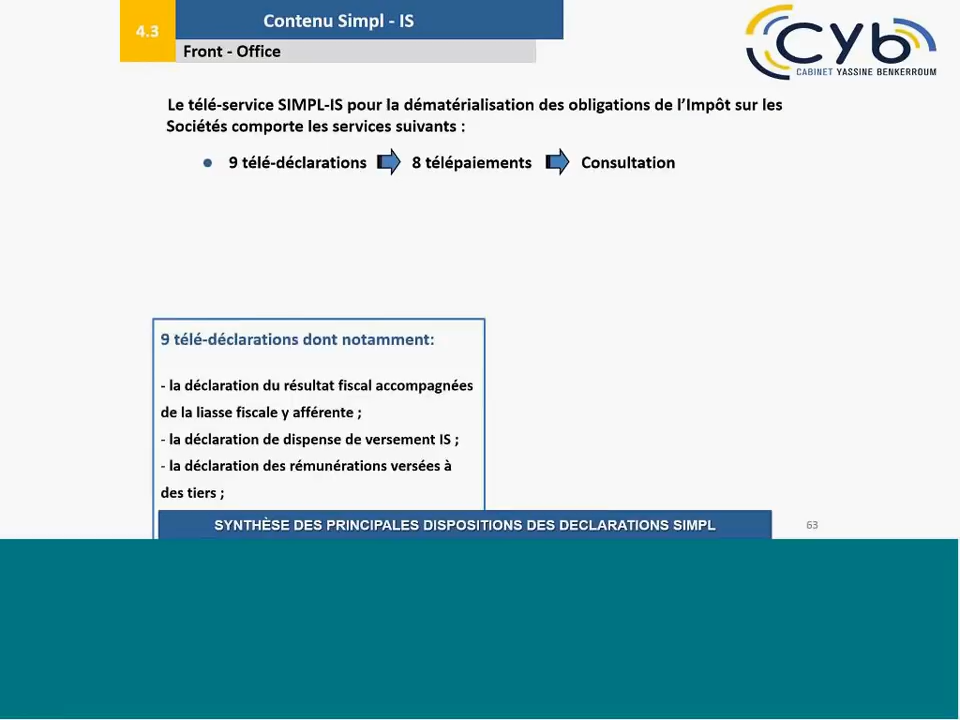 4.3
Contenu Simpl - IS
Front - Office
cyb
CABINET YASSINE BENKERROUM
Le télé-service SIMPL-IS pour la dématérialisation des obligations de l’Impôt sur les
Sociétés comporte les services suivants :
• 9 télé-déclarations 8 télépaiements Consultation
9 télé-déclarations dont notamment:
- la déclaration du résultat fiscal accompagnées
de la liasse fiscale y afférente ;
- la déclaration de dispense de versement IS ;
- la déclaration des rémunérations versées à
des tiers ;
SYNTHÈSE DES PRINCIPALES DISPOSITIONS DES DECLARATIONS SIMPL
63